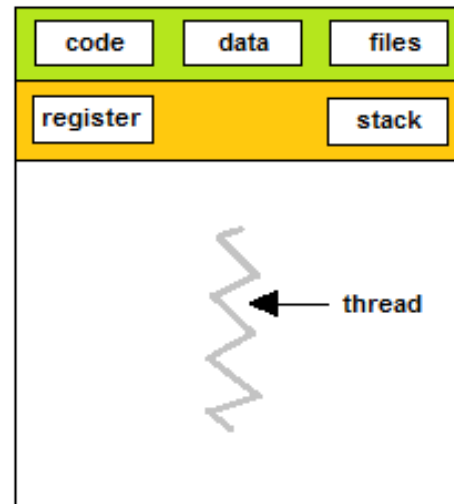 code data files
register stack
thread